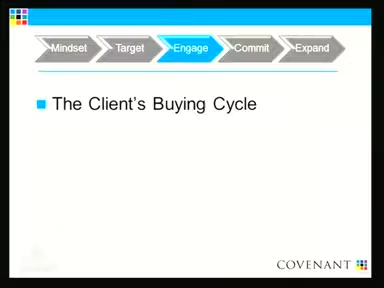 Mindset
Target
Engage
Commit
Expand
The Client's Buying Cycle
COVENANT